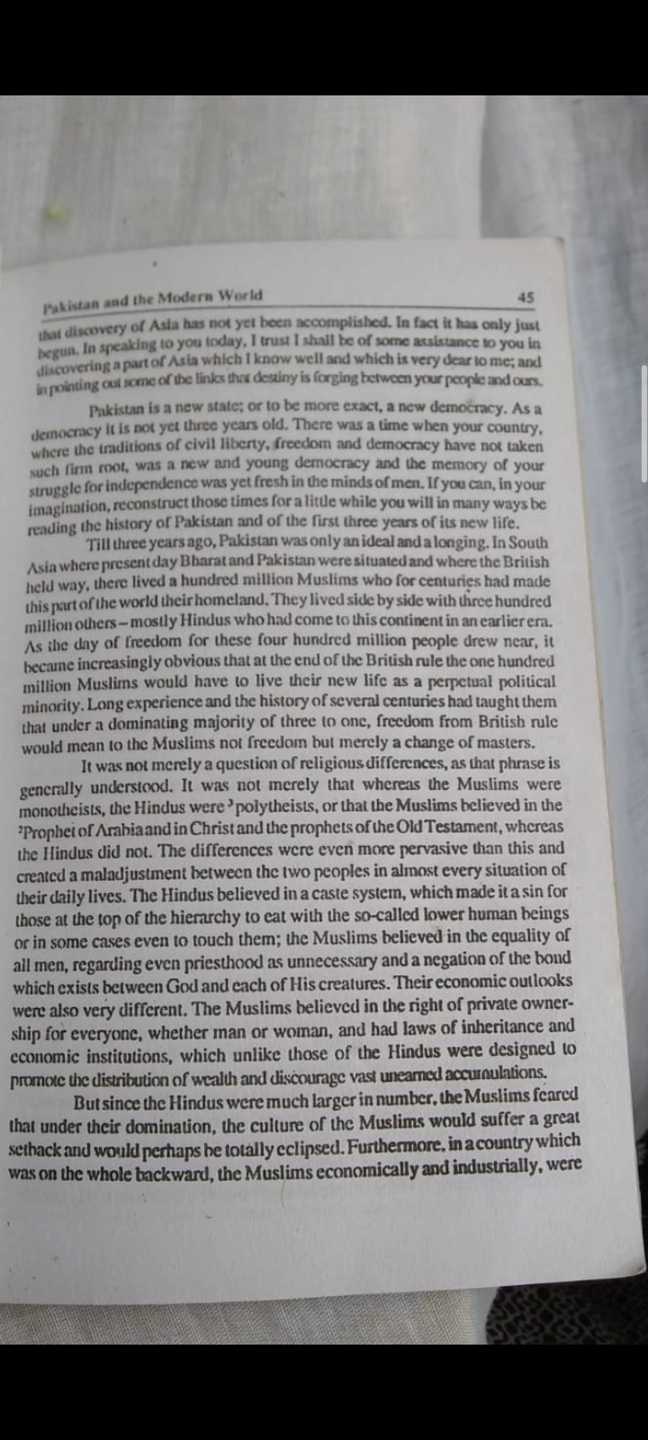 Pakistan and the Modern World 45
that discovery of Asia has not yet been accomplished. In fact it has only just
begun. In speaking to you today, I trust I shall be of some assistance to you in
discovering a part of Asia which I know well and which is very dear to me; and
in pointing out some of the links that destiny is forging between your people and ours.
Pakistan is a new state; or to be more exact, a new democracy. As a
democracy it is not yet three years old. There was a time when your country,
where the traditions of civil liberty, freedom and democracy have not taken
such firm root, was a new and young democracy and the memory of your
struggle for independence was yet fresh in the minds of men. If you can, in your
imagination, reconstruct those times for a little while you will in many ways be
reading the history of Pakistan and of the first three years of its new life.
Till three years ago, Pakistan was only an ideal and a longing. In South
Asia where present day Bharat and Pakistan were situated and where the British
held way, there lived a hundred million Muslims who for centuries had made
this part of the world their homeland. They lived side by side with three hundred
million others – mostly Hindus who had come to this continent in an earlier era.
As the day of freedom for these four hundred million people drew near, it
became increasingly obvious that at the end of the British rule the one hundred
million Muslims would have to live their new life as a perpetual political
minority. Long experience and the history of several centuries had taught them
that under a dominating majority of three to one, freedom from British rule
would mean to the Muslims not freedom but merely a change of masters.
It was not merely a question of religious differences, as that phrase is
generally understood. It was not merely that whereas the Muslims were
monotheists, the Hindus were ³polytheists, or that the Muslims believed in the
²Prophet of Arabia and in Christ and the prophets of the Old Testament, whereas
the Hindus did not. The differences were even more pervasive than this and
created a maladjustment between the two peoples in almost every situation of
their daily lives. The Hindus believed in a caste system, which made it a sin for
those at the top of the hierarchy to eat with the so-called lower human beings
or in some cases even to touch them; the Muslims believed in the equality of
all men, regarding even priesthood as unnecessary and a negation of the bond
which exists between God and each of His creatures. Their economic outlooks
were also very different. The Muslims believed in the right of private owner-
ship for everyone, whether man or woman, and had laws of inheritance and
economic institutions, which unlike those of the Hindus were designed to
promote the distribution of wealth and discourage vast unearned accumulations.
But since the Hindus were much larger in number, the Muslims feared
that under their domination, the culture of the Muslims would suffer a great
setback and would perhaps be totally eclipsed. Furthermore, in a country which
was on the whole backward, the Muslims economically and industrially, were